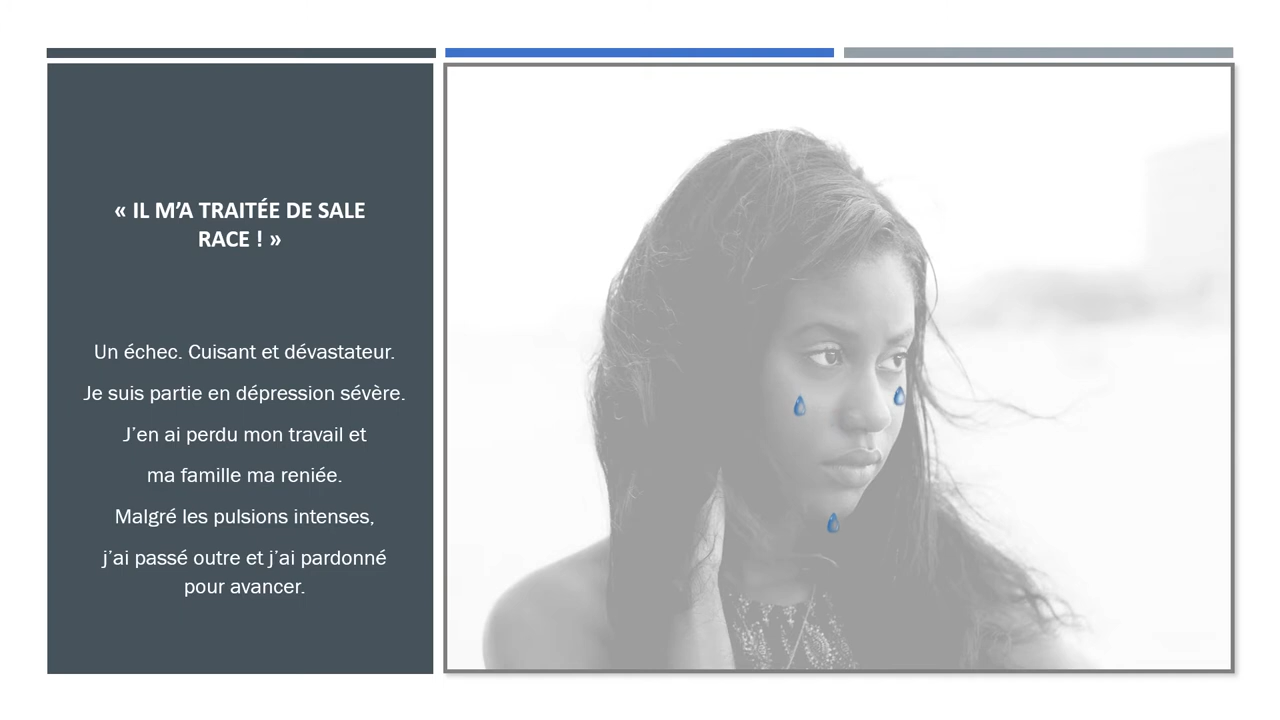 « IL M’A TRAITÉE DE SALE
RACE ! »
Un échec. Cuisant et dévastateur.
Je suis partie en dépression sévère.
J’en ai perdu mon travail et
ma famille ma reniée.
Malgré les pulsions intenses,
j’ai passé outre et j’ai pardonné
pour avancer.